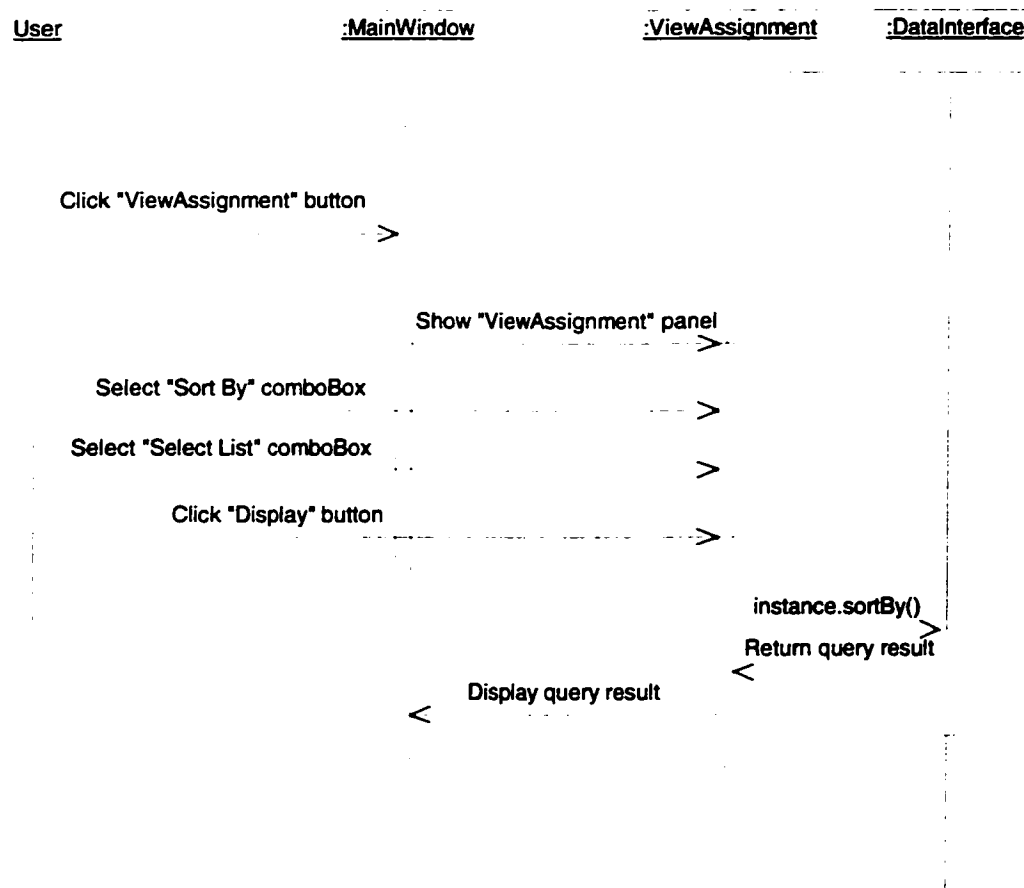 User :MainWindow :ViewAssignment :DataInterface
Click "ViewAssignment" button
Show "ViewAssignment" panel
Select "Sort By" comboBox
Select "Select List" comboBox
Click "Display" button
instance.sortBy()
Return query result
Display query result